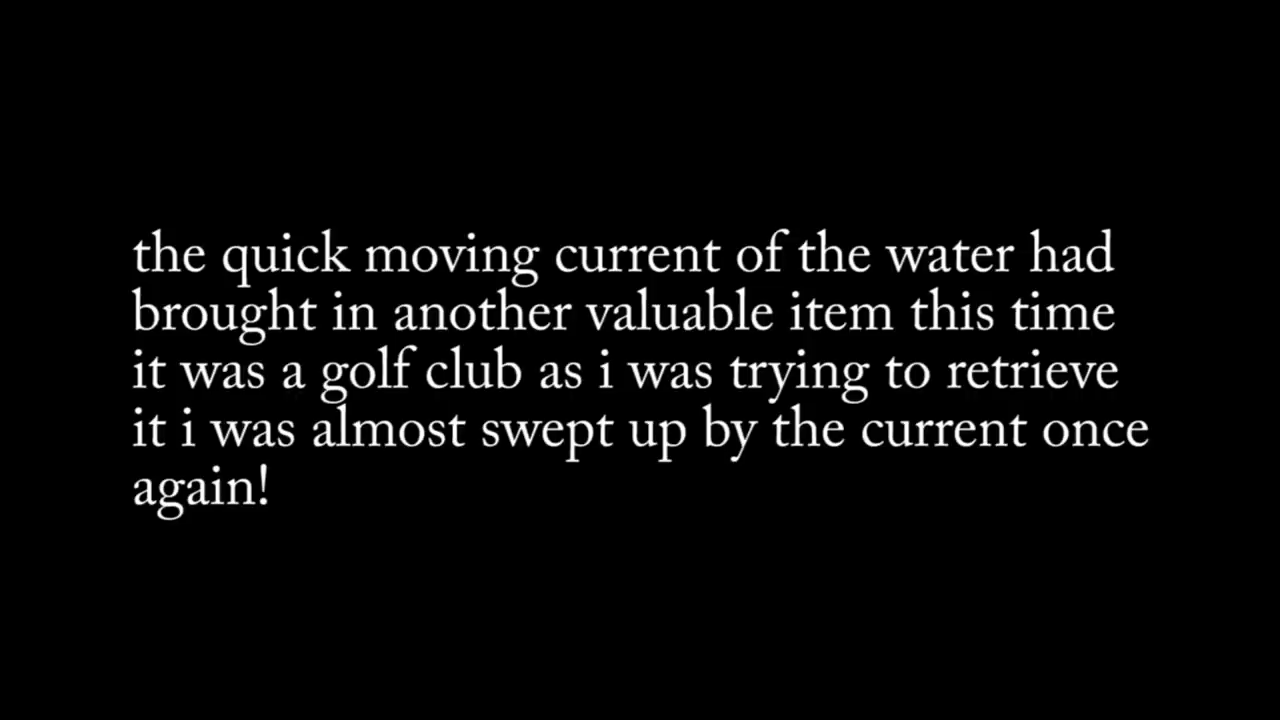 the quick moving current of the water had
brought in another valuable item this time
it was a golf club as i was trying to retrieve
it i was almost swept up by the current once
again!